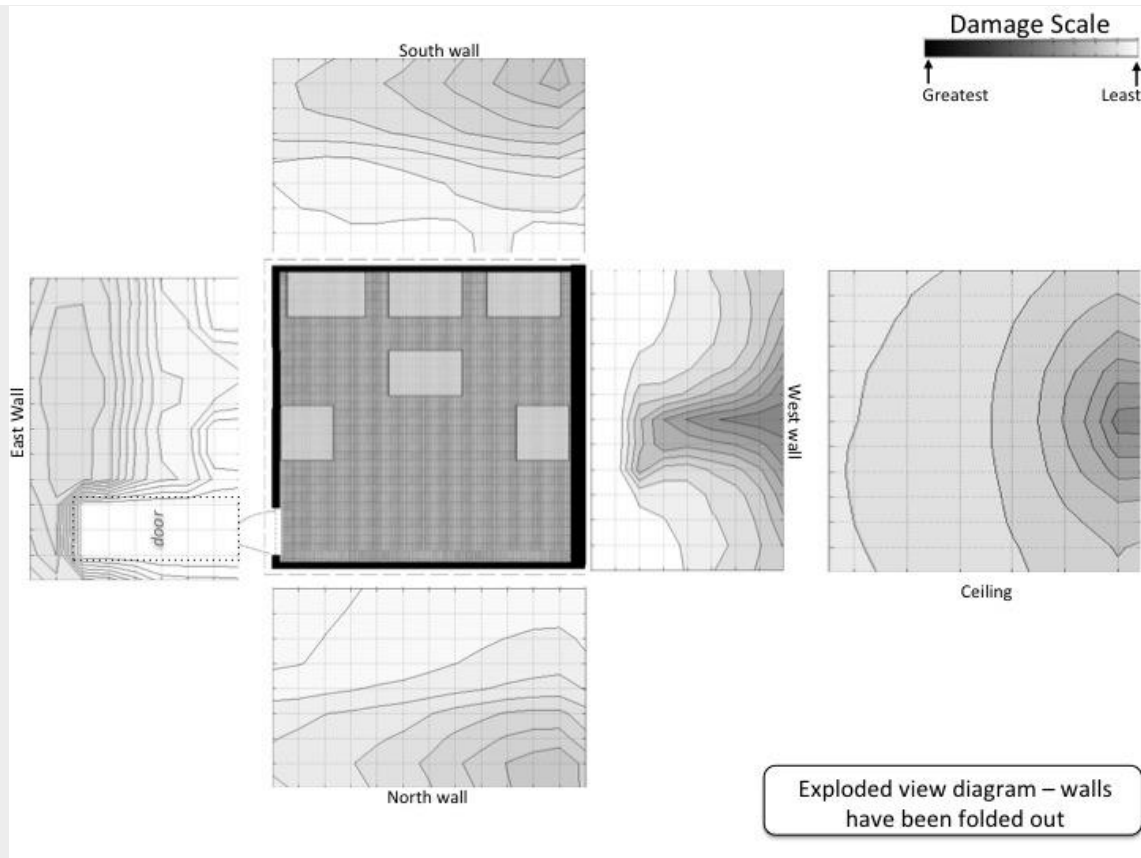 Damage Scale
Greatest
Least
South wall
East Wall
door
West wall
Ceiling
North wall
Exploded view diagram – walls
have been folded out